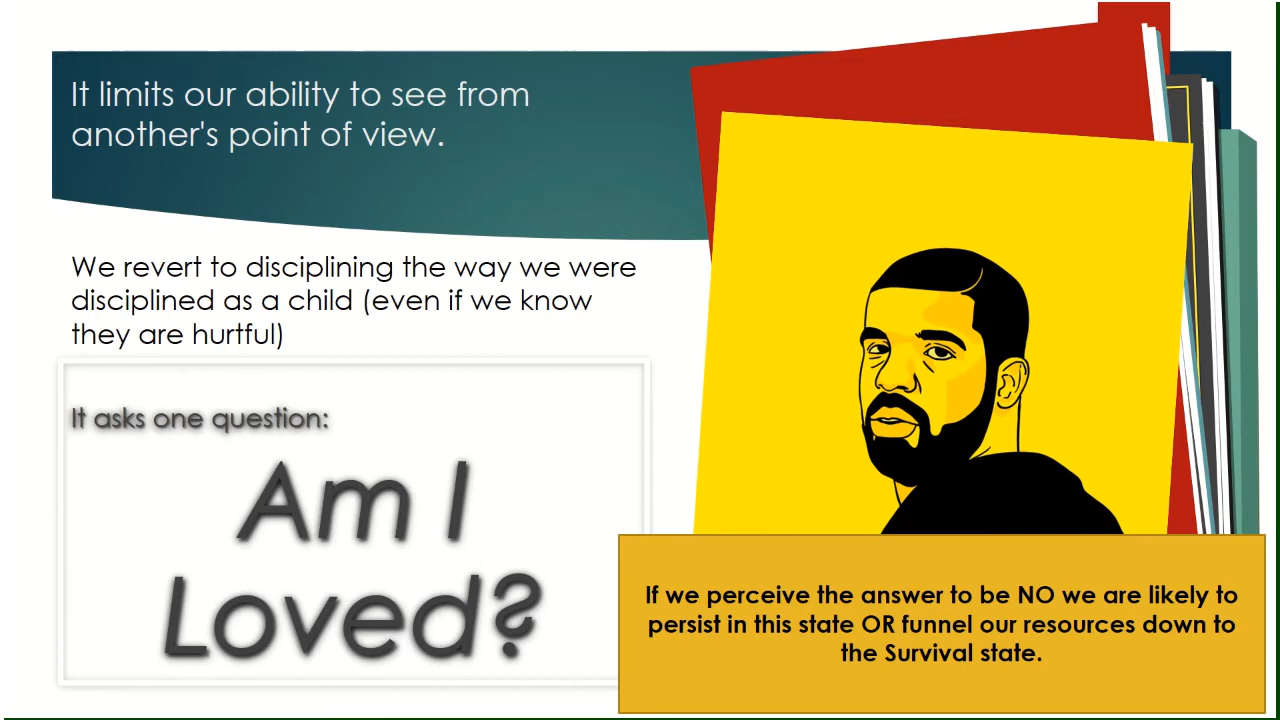 It limits our ability to see from
another's point of view.
We revert to disciplining the way we were
disciplined as a child (even if we know
they are hurtful)
It asks one question:
Am I
Loved?
If we perceive the answer to be NO we are likely to
persist in this state OR funnel our resources down to
the Survival state.